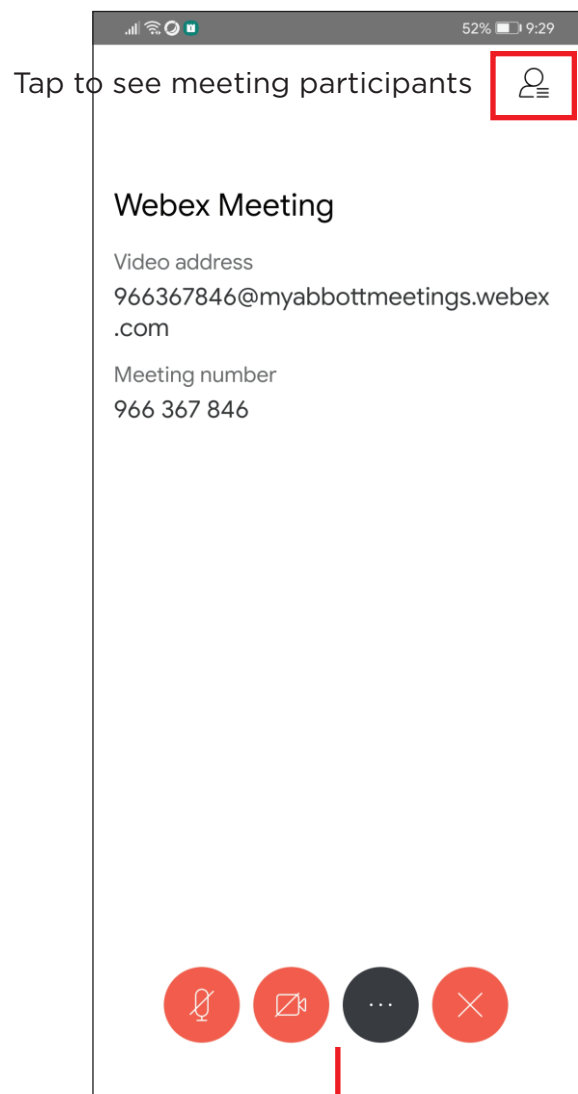 52% 9:29
Tap to see meeting participants
Webex Meeting
Video address
966367846@myabbottmeetings.webex
.com
Meeting number
966 367 846